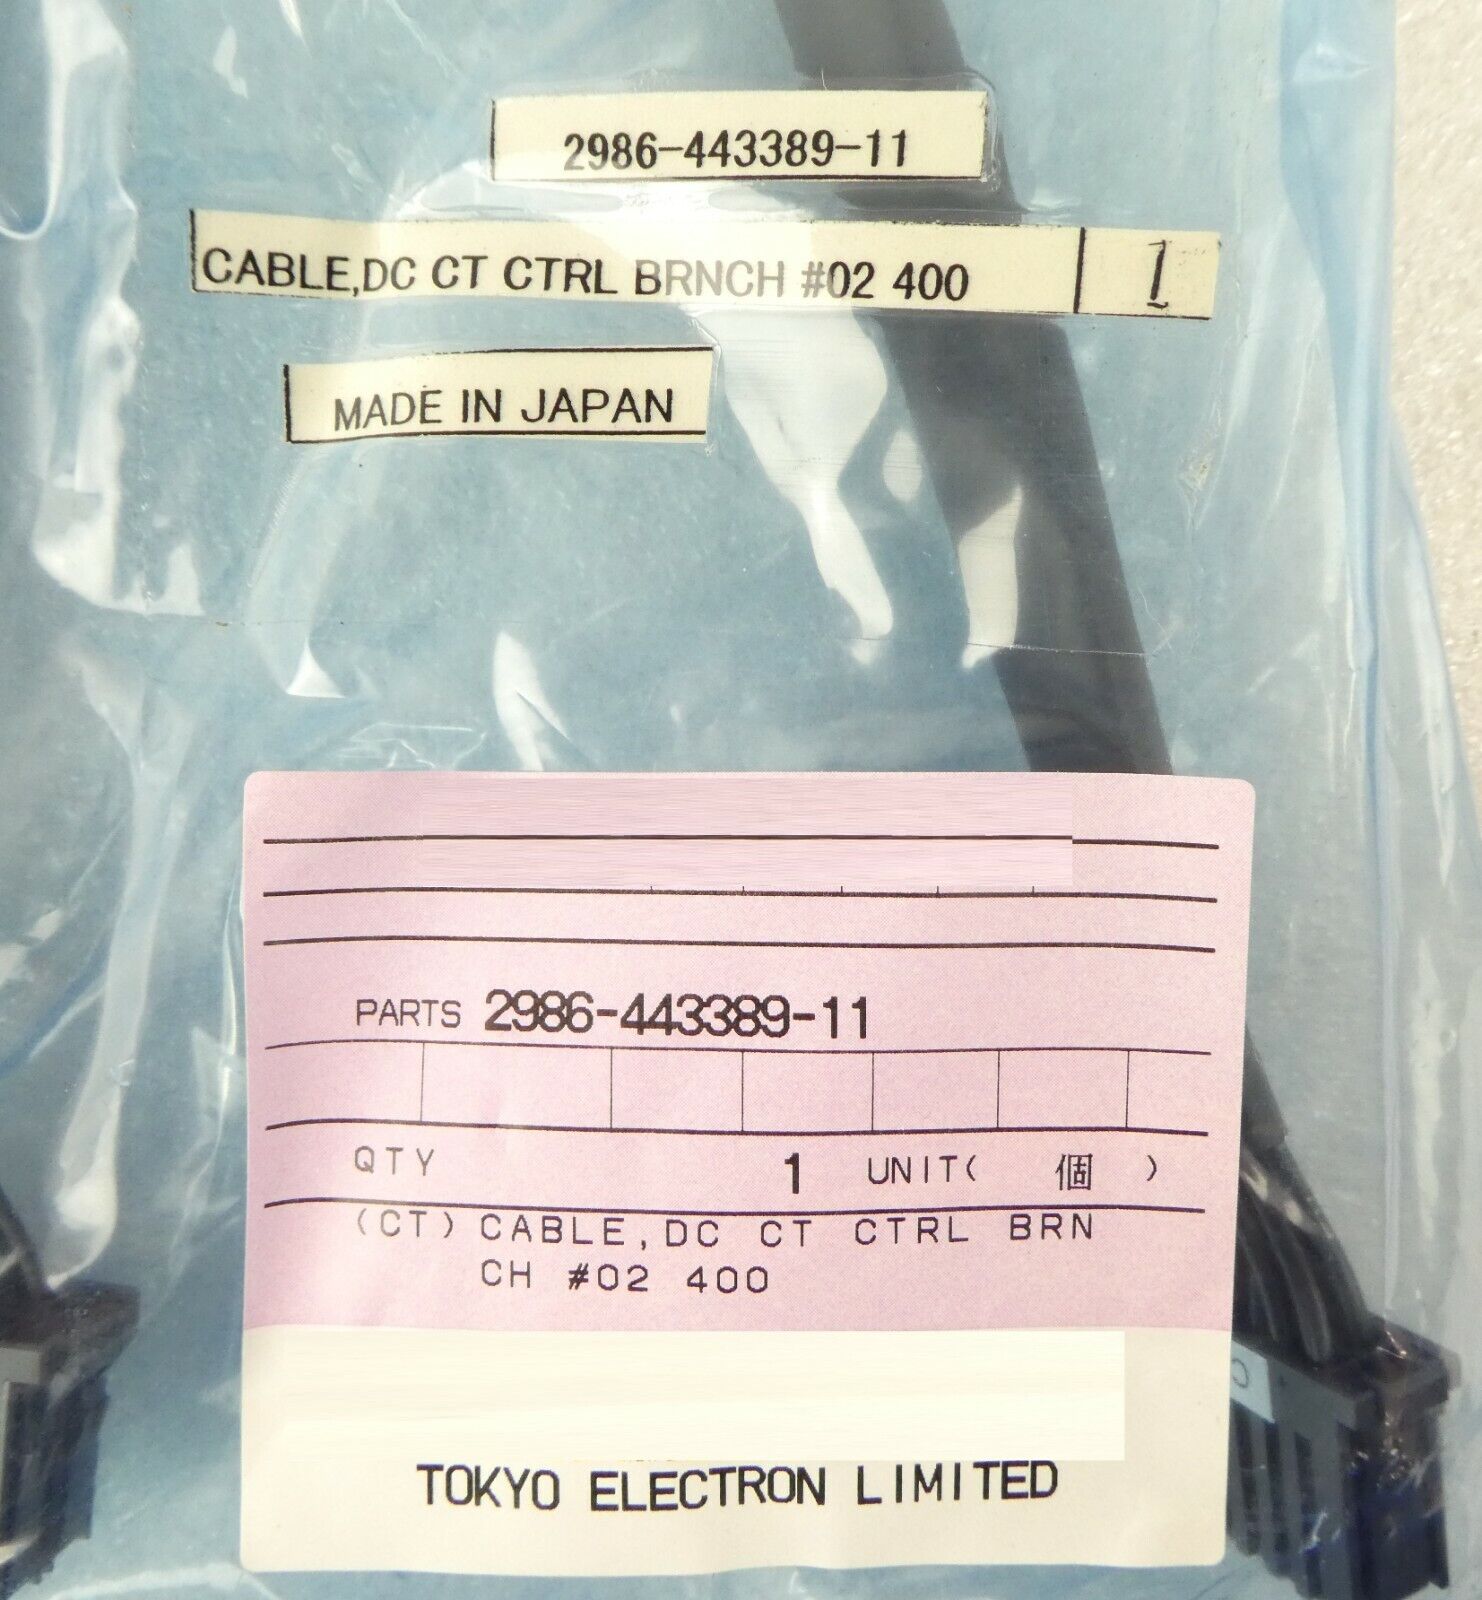 2986-443389-11
CABLE,DC CT CTRL BRNCH #02 400 1
MADE IN JAPAN
PARTS 2986-443389-11
QTY 1 UNIT( 個 )
(CT) CABLE,DC CT CTRL BRN
CH #02 400
TOKYO ELECTRON LIMITED